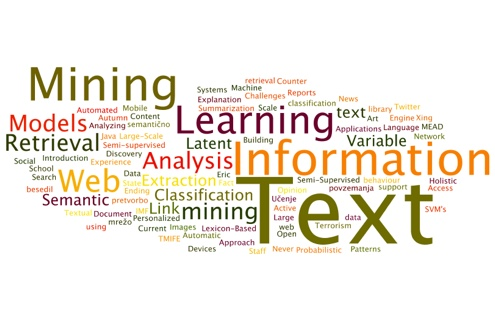 retrieval Counter
Mining
Systems Machine
Explanation Challenges Reports
Automated Mobile Summarization Scale classification News
Models Autumn Content Learning text library Twitter
Analyzing semantično Art Engine Xing
Retrieval Java Large-Scale Latent Building Applications Language MEAD
Semi-supervised Variable Network
Social Introduction Discovery Analysis Information
School Experience
Search Web Data Extraction Eric Semi-Supervised behaviour Holistic
besedil State Fast Opinion povzemanja support Access
Ending Classification Text
Semantic pretvorbo Učenje
Textual Document IMF Link mining Active data SVM's
mrežo Personalized Large
using Current Images Lexicon-Based web Terrorism
TMIFE Automatic Approach Open
Devices Staff Never Probabilistic Patterns